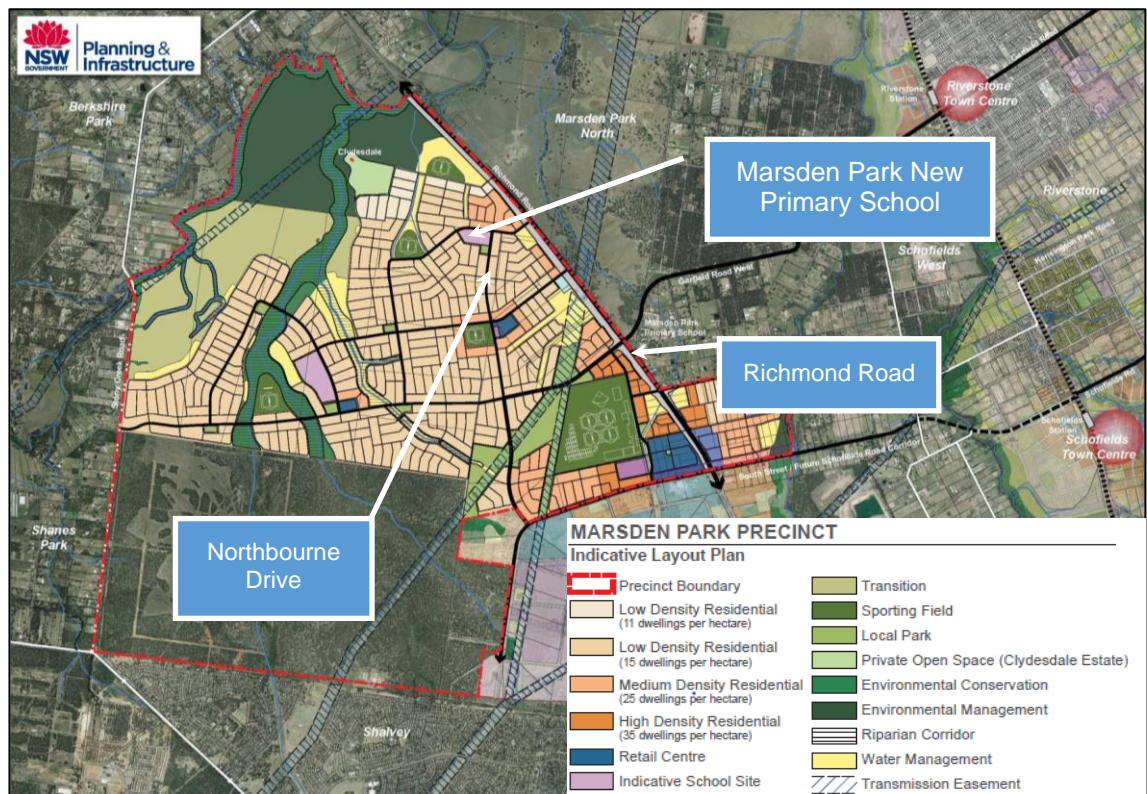 NSW
GOVERNMENT
Planning &
Infrastructure
Berkshire
Park
Marsden Park
North
Riverstone
Station
Riverstone
Town Centre
Clydesdale
Richmond Road
Marsden Park New
Primary School
Riverstone
Schofields
West
Garfield Road West
Marsden Park
Primary School
Richmond Road
Schofields Rd
Schofields
Station
Schofields
Town Centre
South Street / Future Schofields Road Corridor
Shanes
Park
Northbourne
Drive
Shalvey
MARSDEN PARK PRECINCT
Indicative Layout Plan
Precinct Boundary
Low Density Residential
(11 dwellings per hectare)
Low Density Residential
(15 dwellings per hectare)
Medium Density Residential
(25 dwellings per hectare)
High Density Residential
(35 dwellings per hectare)
Retail Centre
Indicative School Site
Transition
Sporting Field
Local Park
Private Open Space (Clydesdale Estate)
Environmental Conservation
Environmental Management
Riparian Corridor
Water Management
Transmission Easement